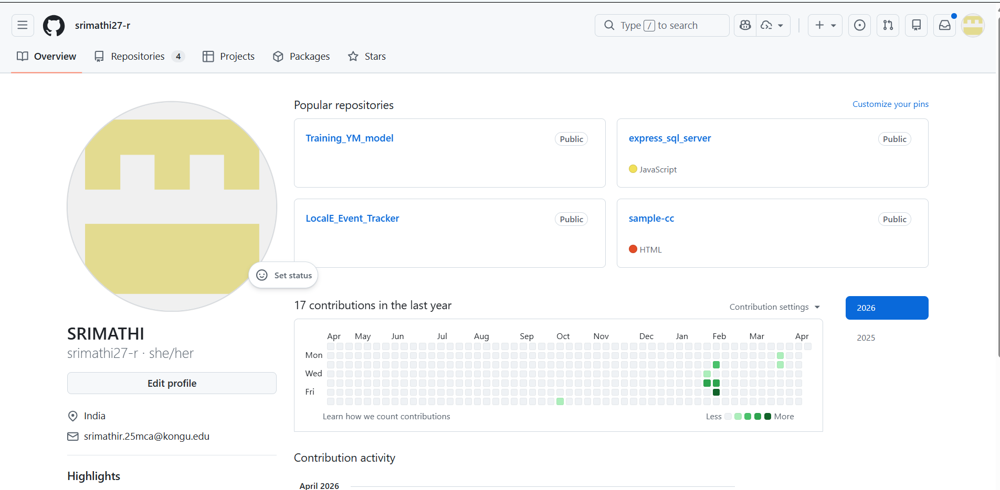 srimathi27-r
Type / to search
Overview
Repositories 4
Projects
Packages
Stars
Popular repositories
Customize your pins
Training_YM_model
Public
express_sql_server
Public
JavaScript
LocalE_Event_Tracker
Public
sample-cc
Public
HTML
Set status
SRIMATHI
srimathi27-r · she/her
Edit profile
India
srimathir.25mca@kongu.edu
Highlights
17 contributions in the last year
Contribution settings
2026
2025
Apr May Jun Jul Aug Sep Oct Nov Dec Jan Feb Mar Apr
Mon
Wed
Fri
Learn how we count contributions
Less
More
Contribution activity
April 2026